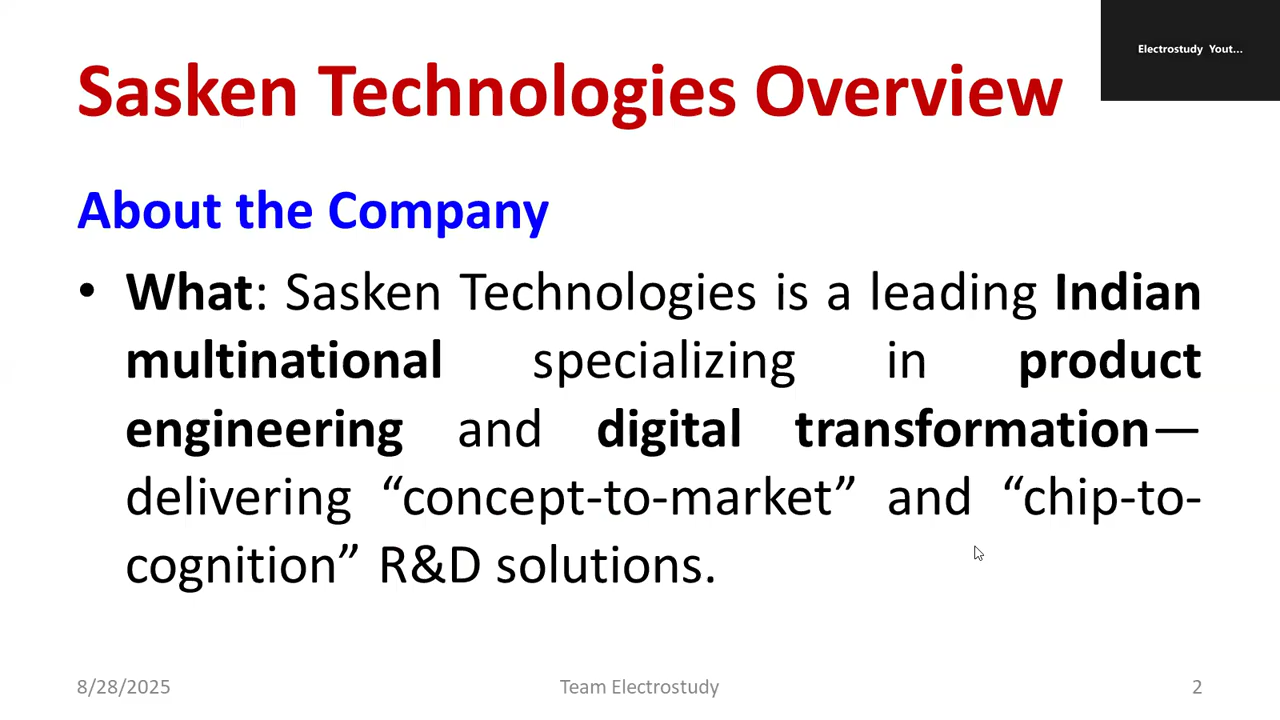 Electrostudy Yout...
Sasken Technologies Overview
About the Company
• What: Sasken Technologies is a leading Indian
multinational specializing in product
engineering and digital transformation—
delivering “concept-to-market” and “chip-to-
cognition” R&D solutions.
8/28/2025 Team Electrostudy 2